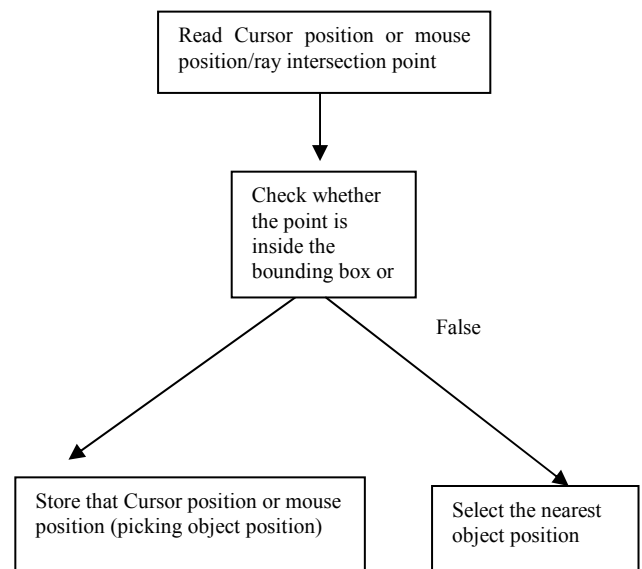 Read Cursor position or mouse
position/ray intersection point
Check whether
the point is
inside the
bounding box or
False
Store that Cursor position or mouse
position (picking object position)
Select the nearest
object position